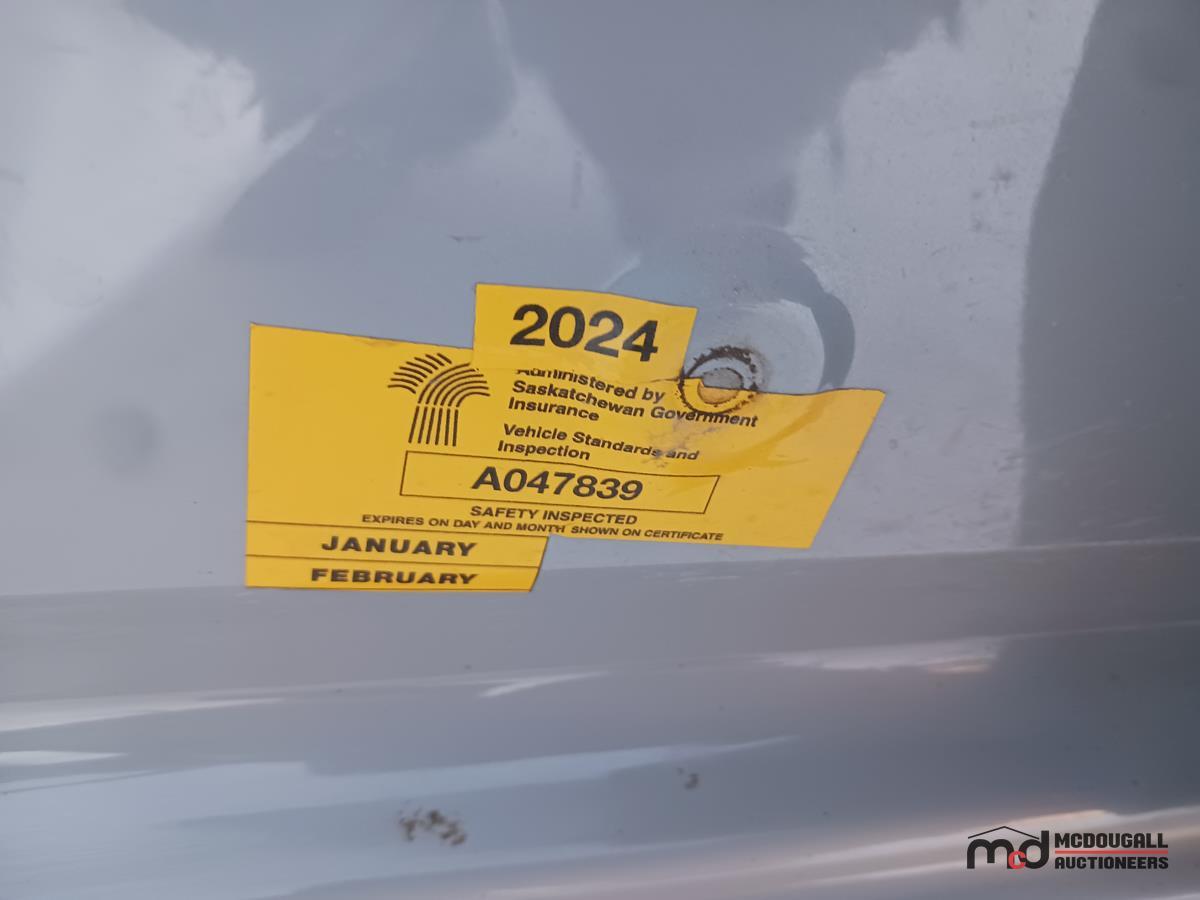 2024
Administered by
Saskatchewan Government
Insurance
Vehicle Standards and
Inspection
A047839
SAFETY INSPECTED
EXPIRES ON DAY AND MONTH SHOWN ON CERTIFICATE
JANUARY
FEBRUARY
mcd MCDOUGALL
AUCTIONEERS